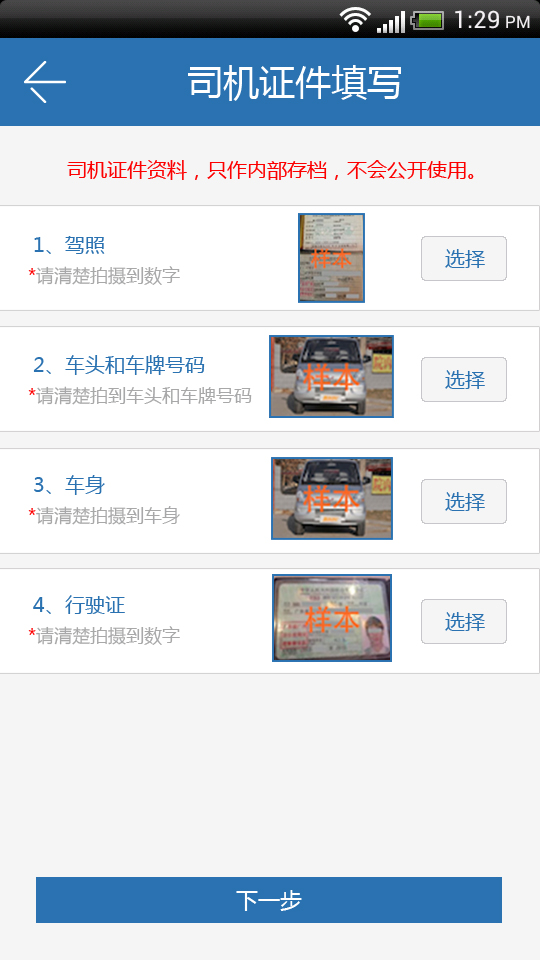 1:29 PM
司机证件填写
司机证件资料，只作内部存档，不会公开使用。
1、驾照
*请清楚拍摄到数字
样本
选择
2、车头和车牌号码
*请清楚拍到车头和车牌号码
样本
选择
3、车身
*请清楚拍摄到车身
样本
选择
4、行驶证
*请清楚拍摄到数字
样本
选择
下一步